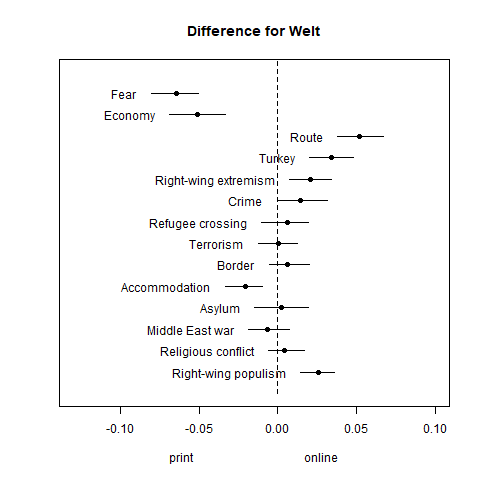 Difference for Welt
Fear
Economy
Route
Turkey
Right-wing extremism
Crime
Refugee crossing
Terrorism
Border
Accommodation
Asylum
Middle East war
Religious conflict
Right-wing populism
-0.10 -0.05 0.00 0.05 0.10
print online